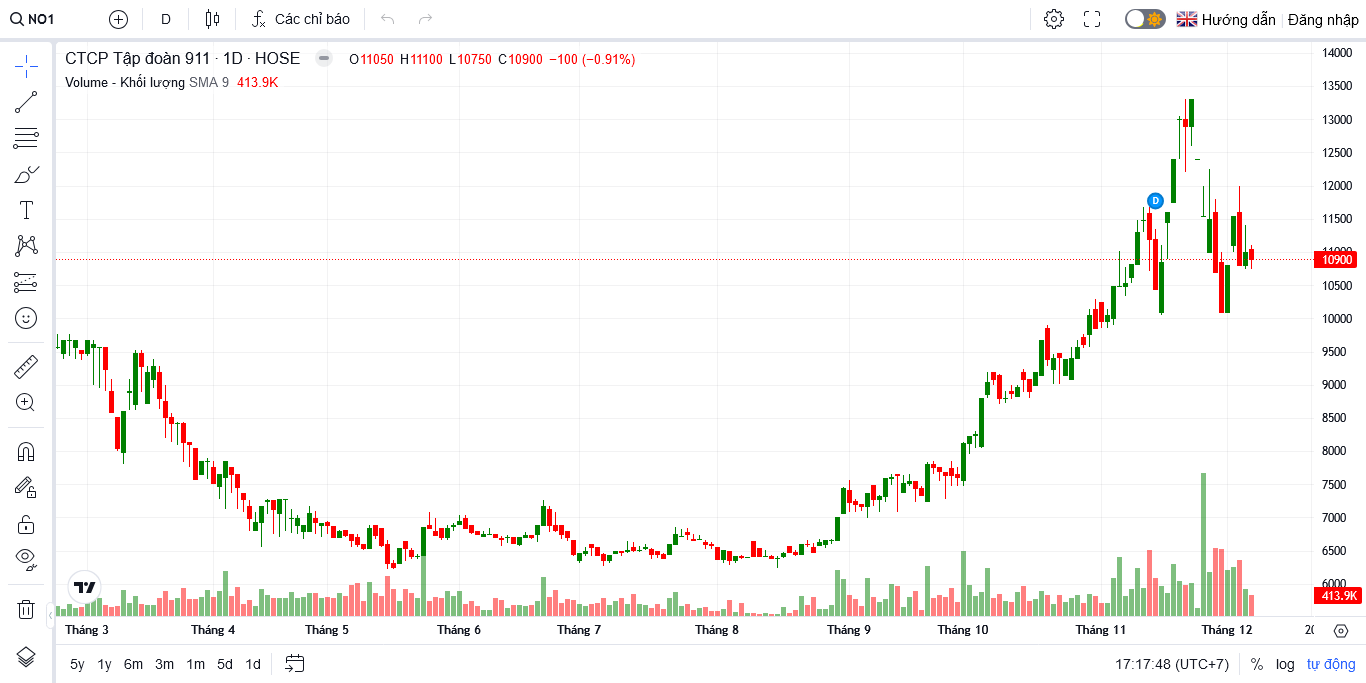 NO1 D Các chỉ báo Hướng dẫn Đăng nhập
CTCP Tập đoàn 911 · 1D · HOSE O11050 H11100 L10750 C10900 −100 (−0.91%)
Volume - Khối lượng SMA 9 413.9K
D
14000
13500
13000
12500
12000
11500
11000
10900
10500
10000
9500
9000
8500
8000
7500
7000
6500
6000
413.9K
Tháng 3 Tháng 4 Tháng 5 Tháng 6 Tháng 7 Tháng 8 Tháng 9 Tháng 10 Tháng 11 Tháng 12
5y 1y 6m 3m 1m 5d 1d 17:17:48 (UTC+7) % log tự động